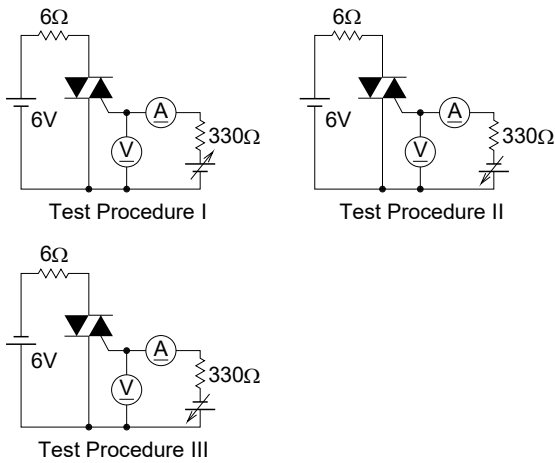 6Ω
6V
A
V
330Ω
Test Procedure I
6Ω
6V
A
V
330Ω
Test Procedure II
6Ω
6V
A
V
330Ω
Test Procedure III